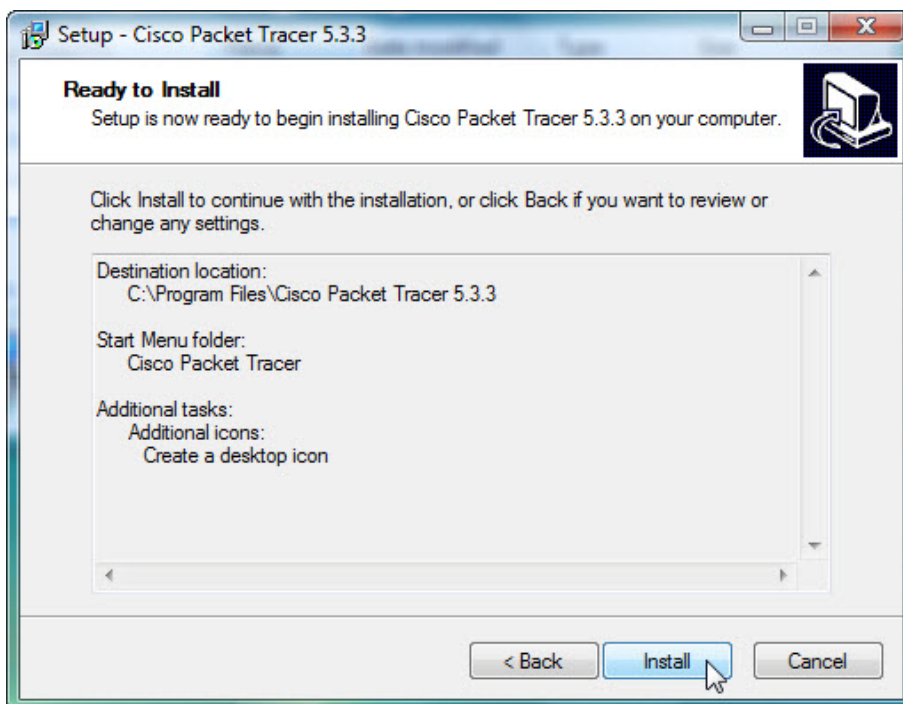 Setup - Cisco Packet Tracer 5.3.3
Ready to Install
Setup is now ready to begin installing Cisco Packet Tracer 5.3.3 on your computer.
Click Install to continue with the installation, or click Back if you want to review or
change any settings.
Destination location:
C:\Program Files\Cisco Packet Tracer 5.3.3
Start Menu folder:
Cisco Packet Tracer
Additional tasks:
Additional icons:
Create a desktop icon
< Back
Install
Cancel